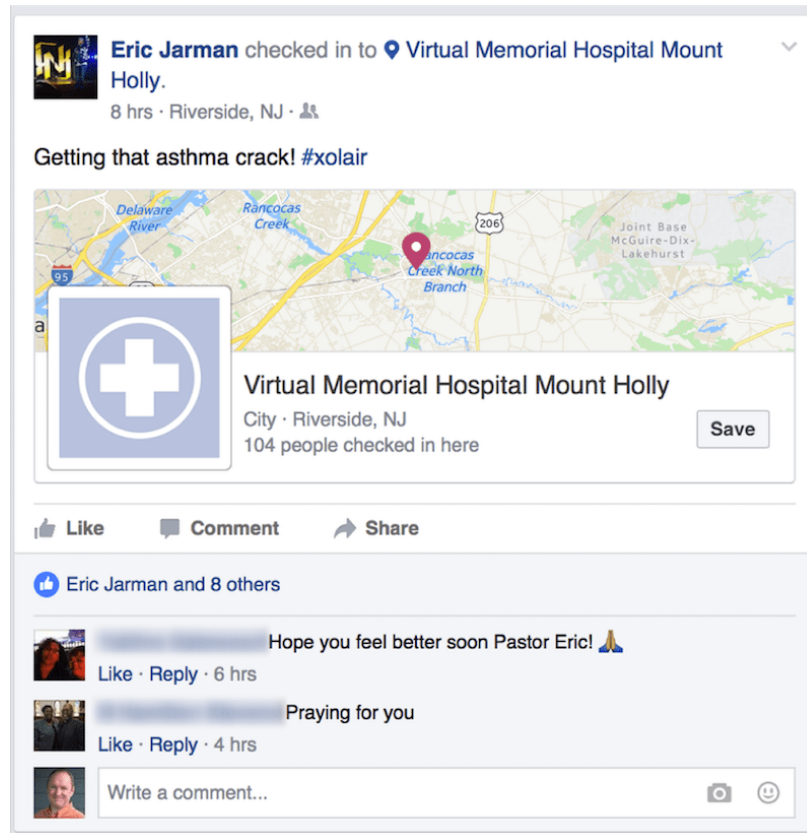 Eric Jarman checked in to Virtual Memorial Hospital Mount
Holly.
8 hrs · Riverside, NJ ·
Getting that asthma crack! #xolair
Delaware
River
Rancocas
Creek
206
Joint Base
McGuire-Dix-
Lakehurst
95
ancocas
Creek North
Branch
a
Virtual Memorial Hospital Mount Holly
City · Riverside, NJ
104 people checked in here
Save
Like Comment Share
Eric Jarman and 8 others
Hope you feel better soon Pastor Eric! 🙏
Like · Reply · 6 hrs
Praying for you
Like · Reply · 4 hrs
Write a comment...